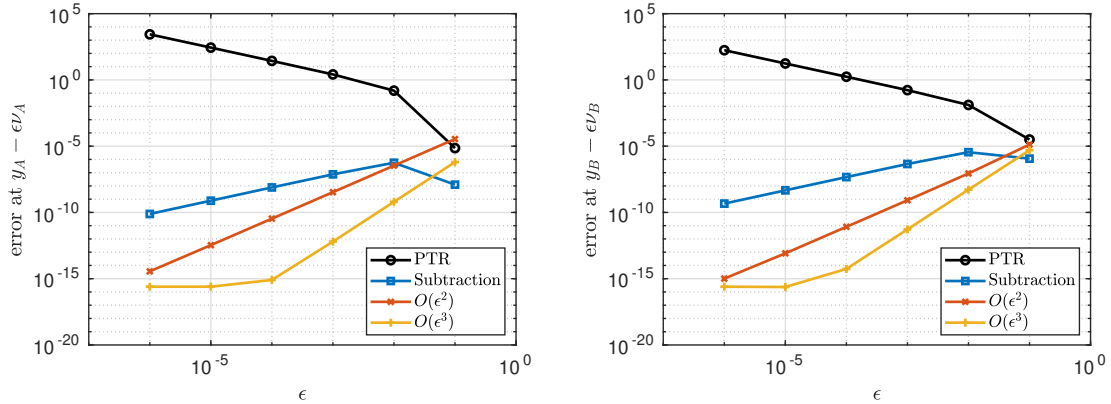 10^5
10^0
10^-5
10^-10
10^-15
10^-20
error at y_A − ϵν_A
10^-5
10^0
ϵ
PTR
Subtraction
O(ϵ^2)
O(ϵ^3)
10^5
10^0
10^-5
10^-10
10^-15
10^-20
error at y_B − ϵν_B
10^-5
10^0
ϵ
PTR
Subtraction
O(ϵ^2)
O(ϵ^3)